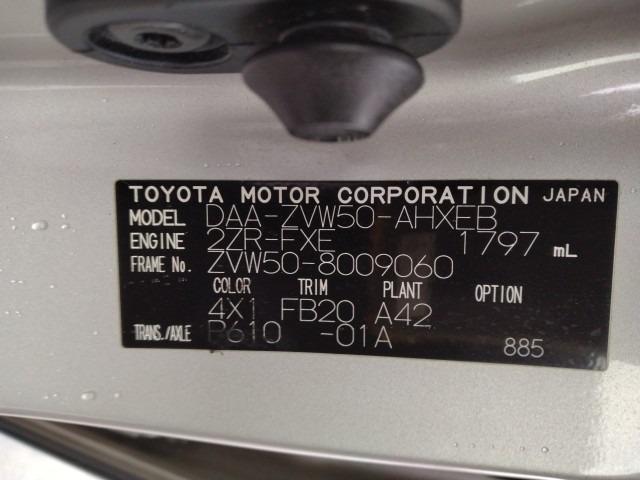 TOYOTA MOTOR CORPORATION JAPAN
MODEL DAA-ZVW50-AHXEB
ENGINE 2ZR-FXE 1797 mL
FRAME No. ZVW50-8009060
COLOR TRIM PLANT OPTION
4X1 FB20 A42
TRANS./AXLE P610 -01A
885